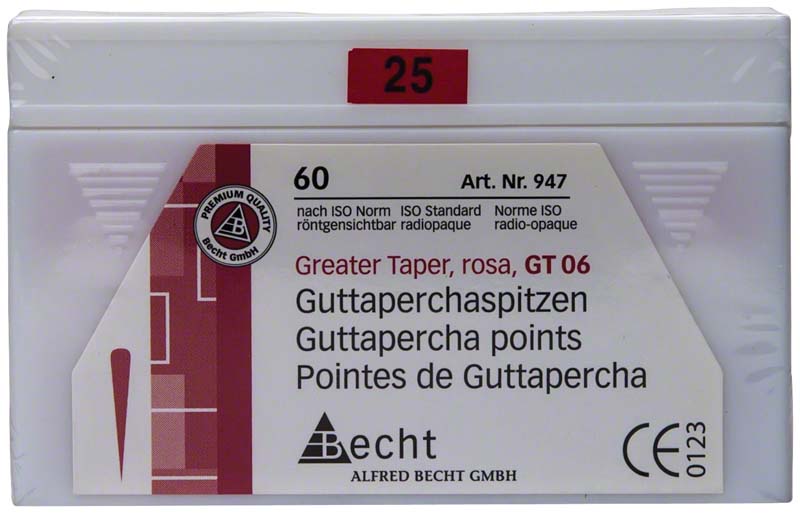 25
60 Art. Nr. 947
nach ISO Norm ISO Standard Norme ISO
röntgensichtbar radiopaque radio-opaque
PREMIUM QUALITY
B
Becht GmbH
Greater Taper, rosa, GT 06
Guttaperchaspitzen
Guttapercha points
Pointes de Guttapercha
Becht
ALFRED BECHT GMBH
CE 0123